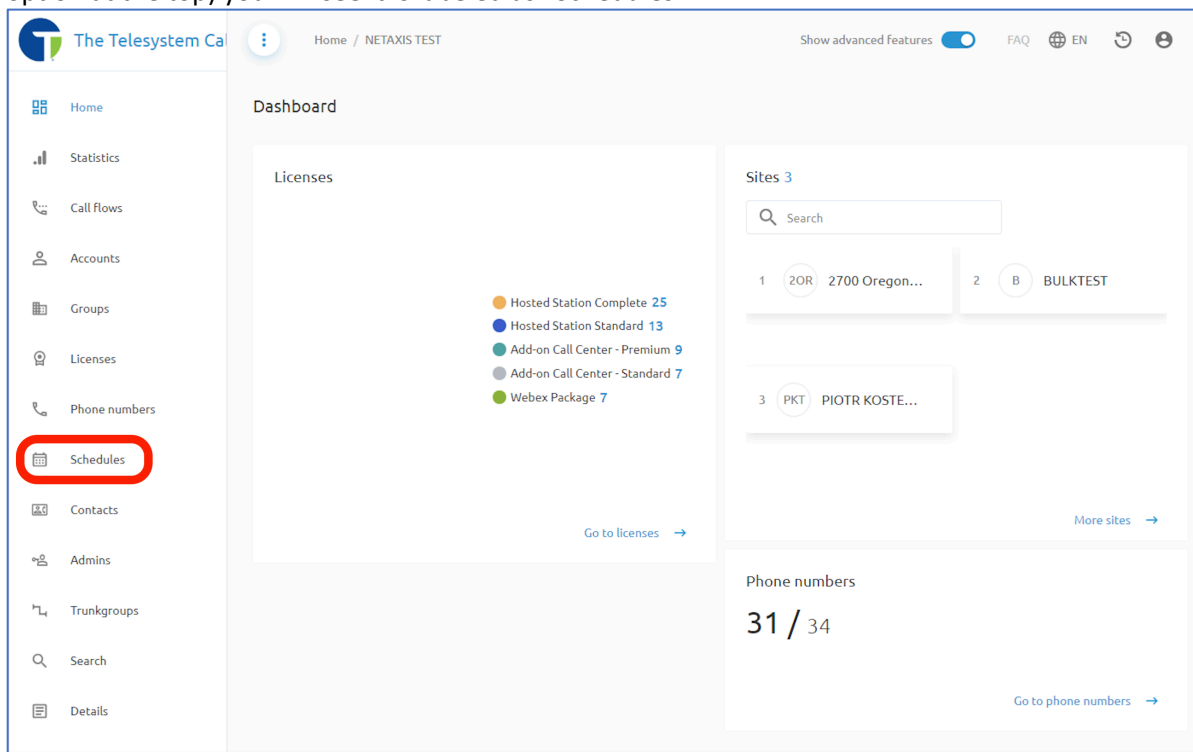 The Telesystem Cal
Home / NETAXIS TEST
Show advanced features
FAQ
EN
Home
Statistics
Call flows
Accounts
Groups
Licenses
Phone numbers
Schedules
Contacts
Admins
Trunkgroups
Search
Details
Dashboard
Licenses
Hosted Station Complete 25
Hosted Station Standard 13
Add-on Call Center - Premium 9
Add-on Call Center - Standard 7
Webex Package 7
Go to licenses →
Sites 3
Search
1 2OR 2700 Oregon...
2 B BULKTEST
3 PKT PIOTR KOSTE...
More sites →
Phone numbers
31 / 34
Go to phone numbers →